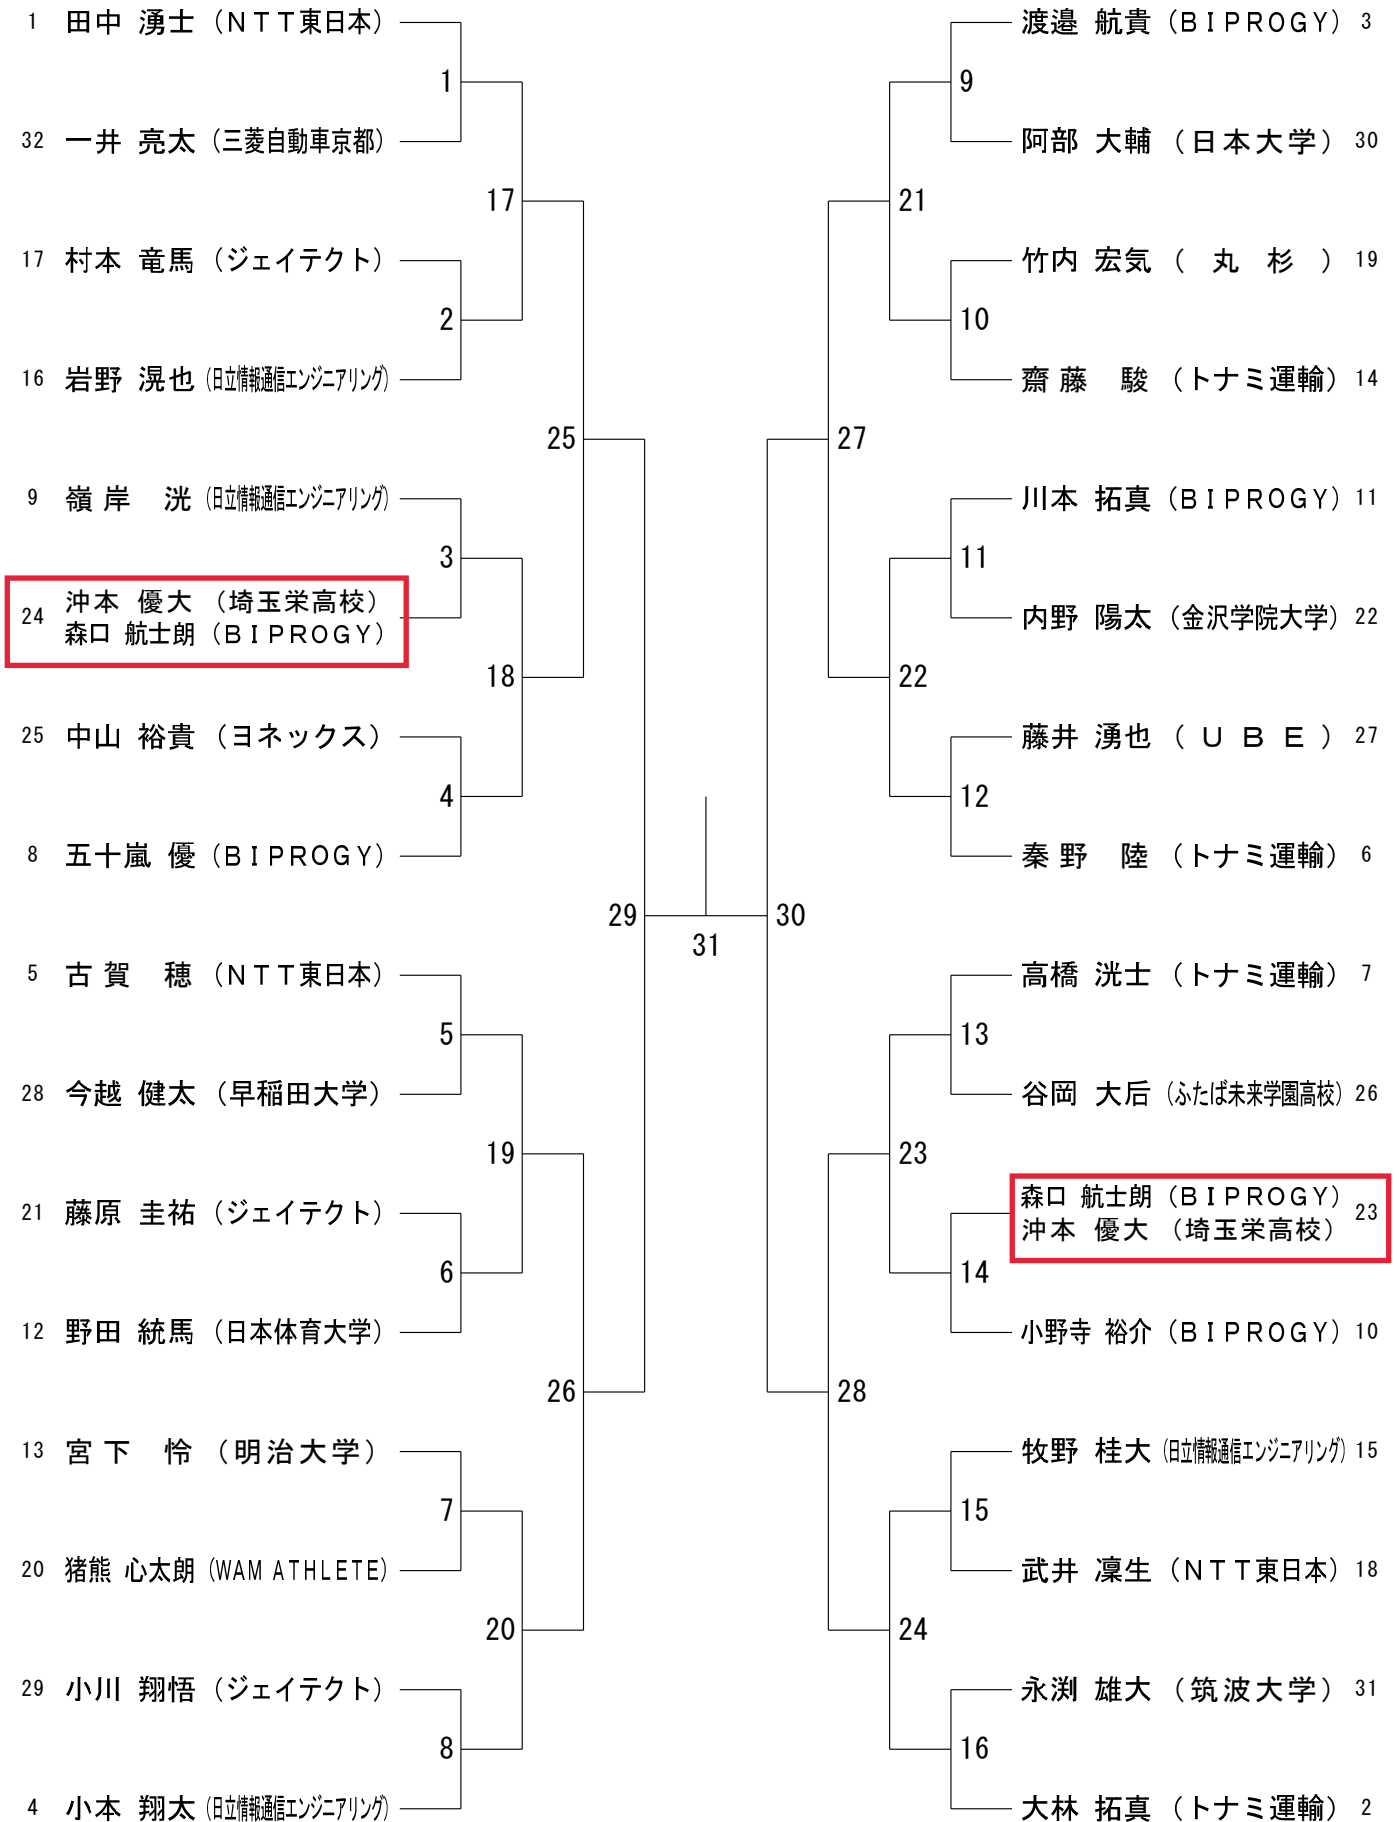 1 田中 湧士 (NTT東日本)
1
32 一井 亮太 (三菱自動車京都)
17
17 村本 竜馬 (ジェイテクト)
2
16 岩野 滉也 (日立情報通信エンジニアリング)
25
9 嶺岸 洸 (日立情報通信エンジニアリング)
3
24 沖本 優大 (埼玉栄高校)
森口 航士朗 (BIPROGY)
18
25 中山 裕貴 (ヨネックス)
4
8 五十嵐 優 (BIPROGY)
29
5 古賀 穂 (NTT東日本)
5
28 今越 健太 (早稲田大学)
19
21 藤原 圭祐 (ジェイテクト)
6
12 野田 統馬 (日本体育大学)
26
13 宮下 怜 (明治大学)
7
20 猪熊 心太朗 (WAM ATHLETE)
20
29 小川 翔悟 (ジェイテクト)
8
4 小本 翔太 (日立情報通信エンジニアリング)
31
渡邉 航貴 (BIPROGY) 3
9
阿部 大輔 (日本大学) 30
21
竹内 宏気 (丸杉) 19
10
齋藤 駿 (トナミ運輸) 14
27
川本 拓真 (BIPROGY) 11
11
内野 陽太 (金沢学院大学) 22
22
藤井 湧也 (UBE) 27
12
秦野 陸 (トナミ運輸) 6
30
高橋 洸士 (トナミ運輸) 7
13
谷岡 大后 (ふたば未来学園高校) 26
23
森口 航士朗 (BIPROGY) 23
沖本 優大 (埼玉栄高校)
14
小野寺 裕介 (BIPROGY) 10
28
牧野 桂大 (日立情報通信エンジニアリング) 15
15
武井 凜生 (NTT東日本) 18
24
永渕 雄大 (筑波大学) 31
16
大林 拓真 (トナミ運輸) 2